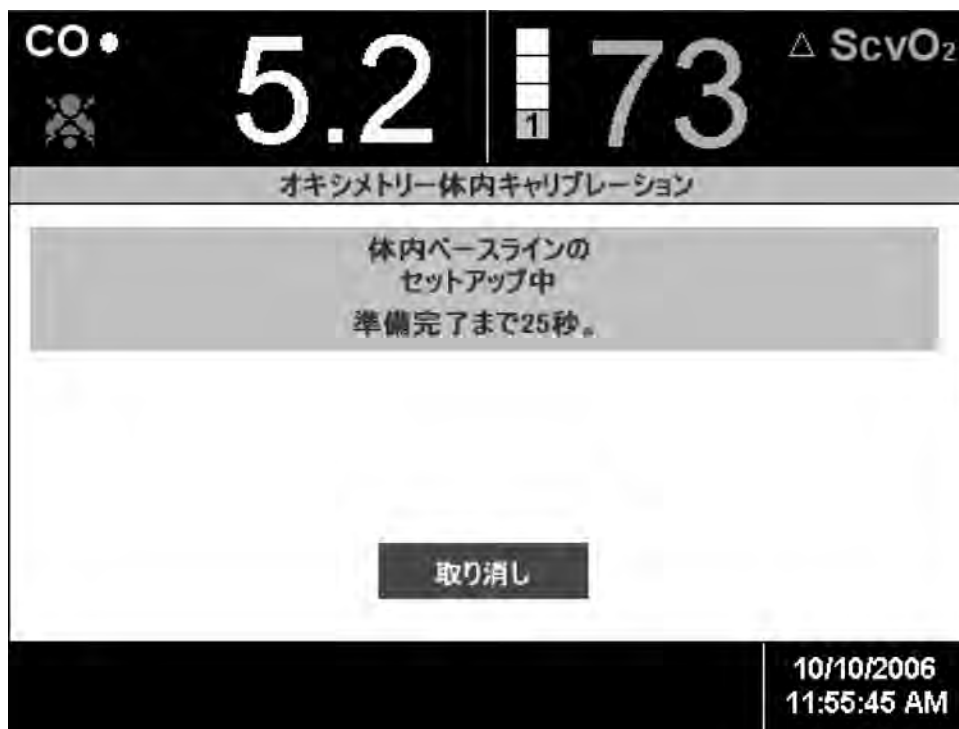 CO
5.2
1
73
△ ScvO₂
オキシメトリー体内キャリブレーション
体内ベースラインの
セットアップ中
準備完了まで25秒。
取り消し
10/10/2006
11:55:45 AM